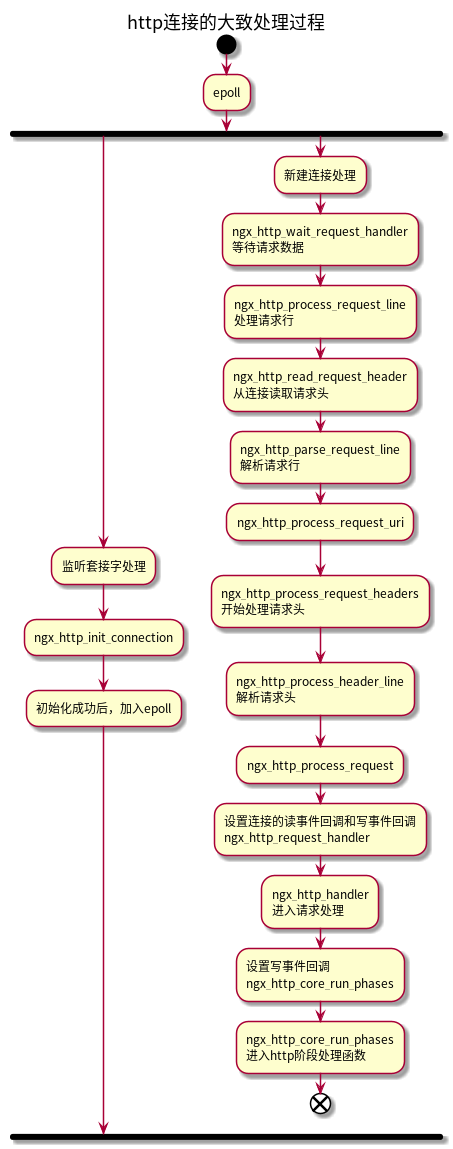 http连接的大致处理过程
epoll
新建连接处理
ngx_http_wait_request_handler
等待请求数据
ngx_http_process_request_line
处理请求行
ngx_http_read_request_header
从连接读取请求头
ngx_http_parse_request_line
解析请求行
ngx_http_process_request_uri
监听套接字处理
ngx_http_process_request_headers
开始处理请求头
ngx_http_init_connection
ngx_http_process_header_line
解析请求头
初始化成功后，加入epoll
ngx_http_process_request
设置连接的读事件回调和写事件回调
ngx_http_request_handler
ngx_http_handler
进入请求处理
设置写事件回调
ngx_http_core_run_phases
ngx_http_core_run_phases
进入http阶段处理函数